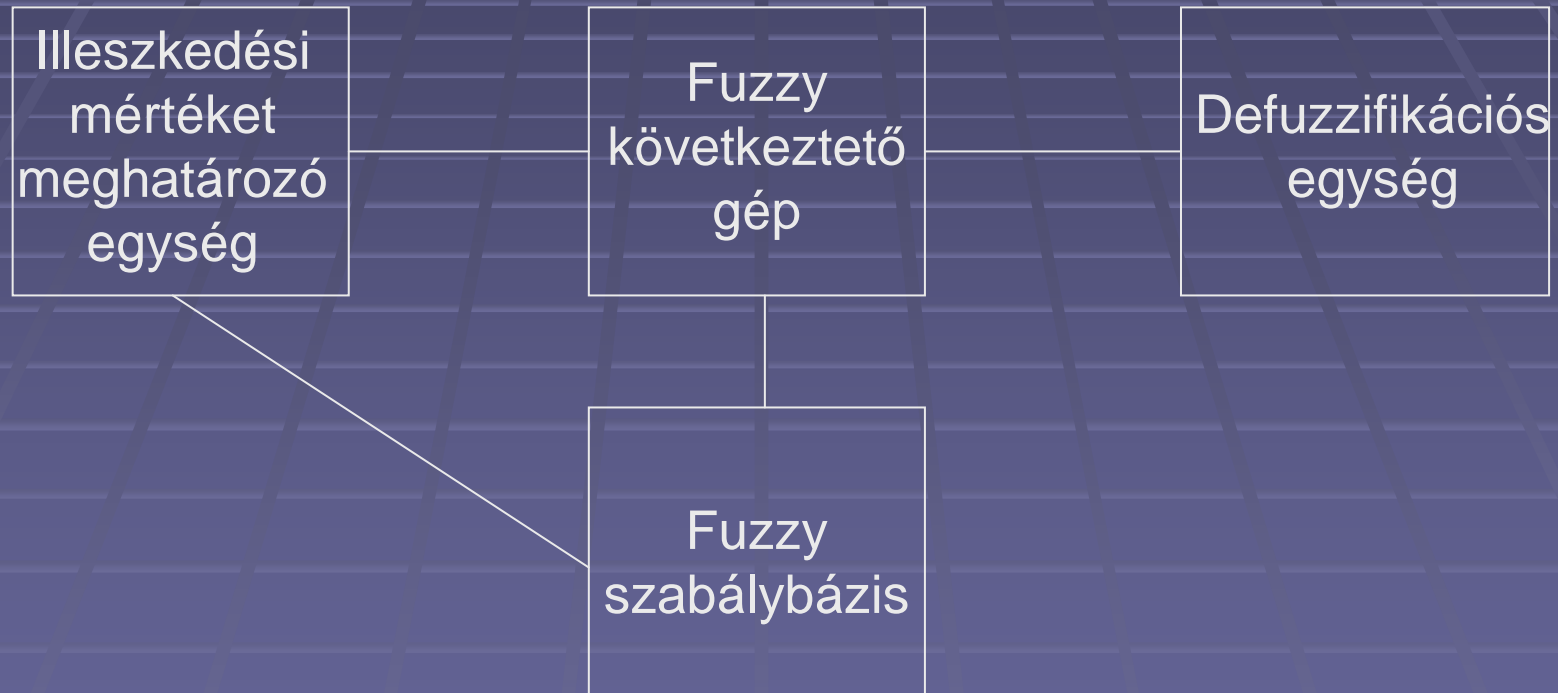 Illeszkedési
mértéket
meghatározó
egység
Fuzzy
következtető
gép
Defuzzifikációs
egység
Fuzzy
szabálybázis